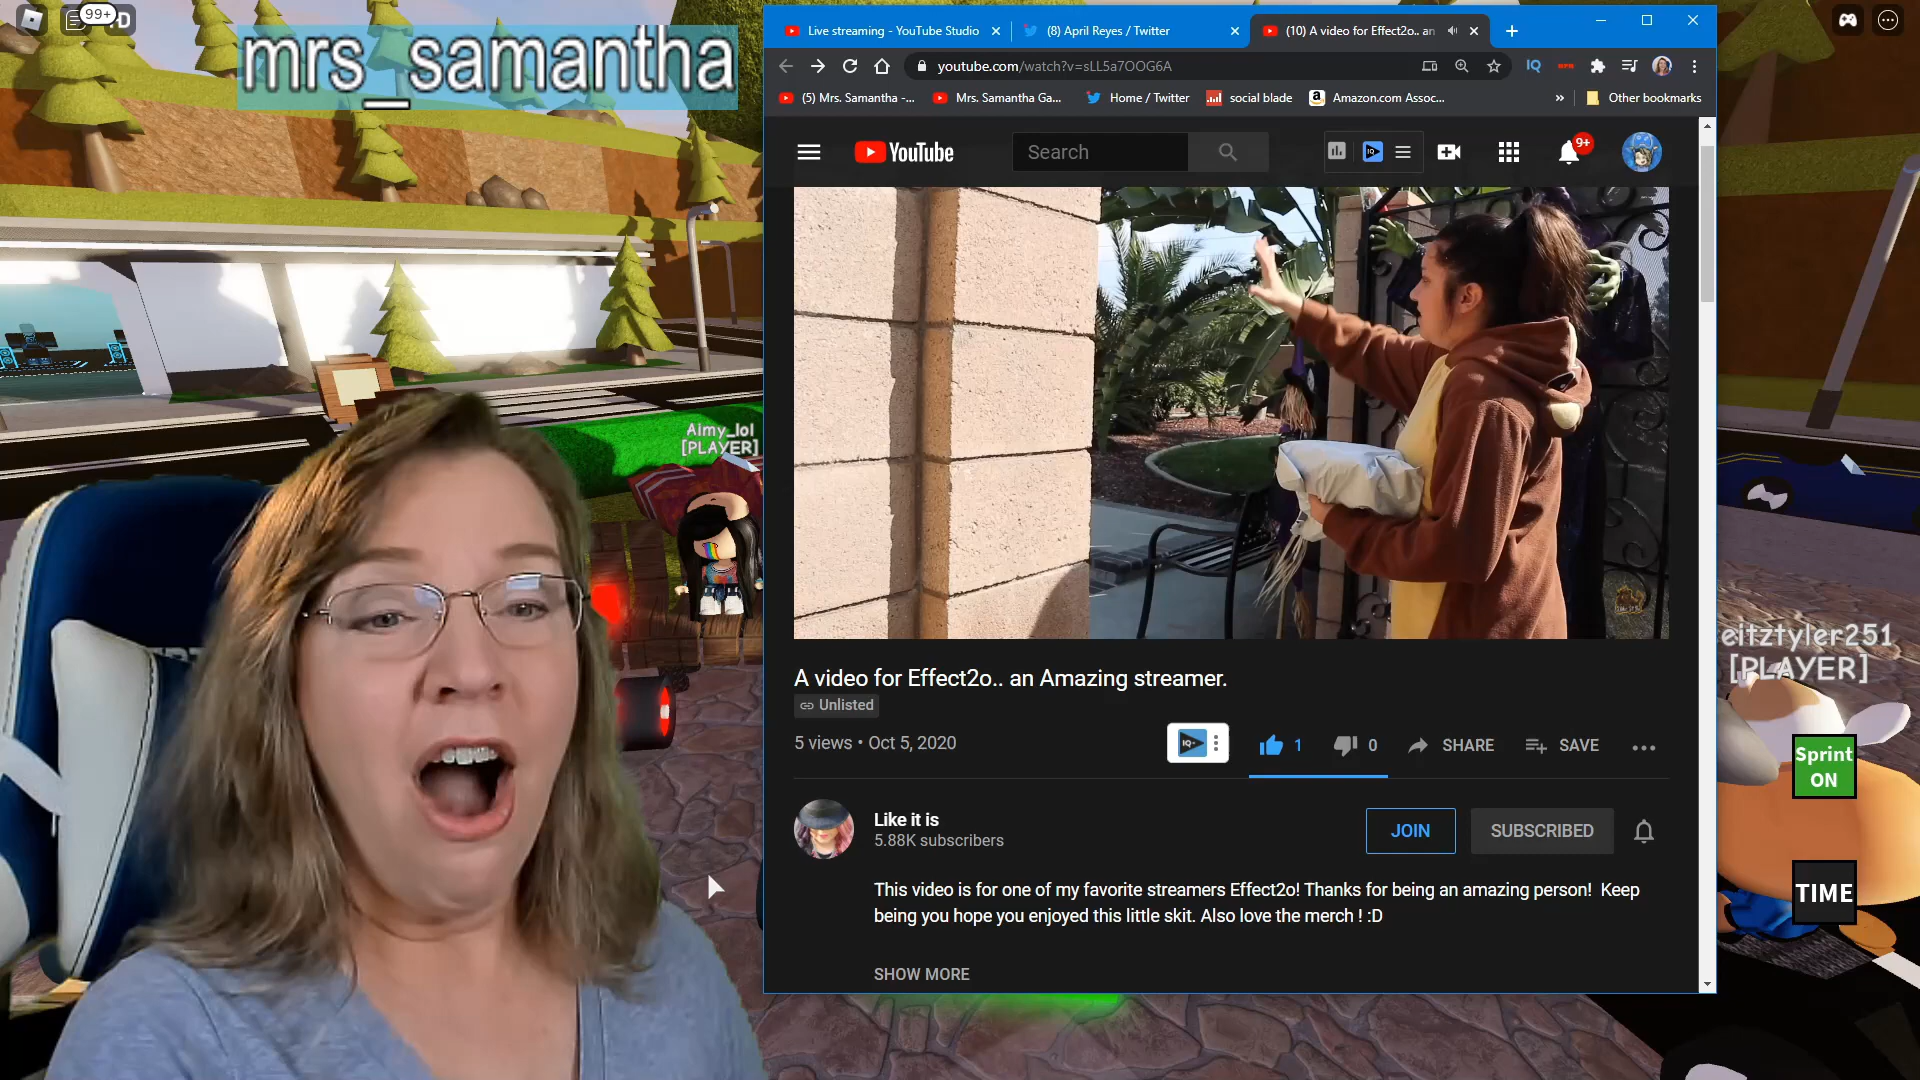 99+
mrs_samantha
Live streaming - YouTube Studio
(8) April Reyes / Twitter
(10) A video for Effect2o.. an
youtube.com/watch?v=sLL5a7OOG6A
IQ
(5) Mrs. Samantha -...
Mrs. Samantha Ga...
Home / Twitter
social blade
Amazon.com Assoc...
»
Other bookmarks
YouTube
Search
IQ
9+
Aimy_lol
[PLAYER]
eitztyler251
[PLAYER]
A video for Effect2o.. an Amazing streamer.
Unlisted
5 views • Oct 5, 2020
IQ
1
0
SHARE
SAVE
Sprint
ON
Like it is
5.88K subscribers
JOIN
SUBSCRIBED
TIME
This video is for one of my favorite streamers Effect2o! Thanks for being an amazing person! Keep
being you hope you enjoyed this little skit. Also love the merch ! :D
SHOW MORE